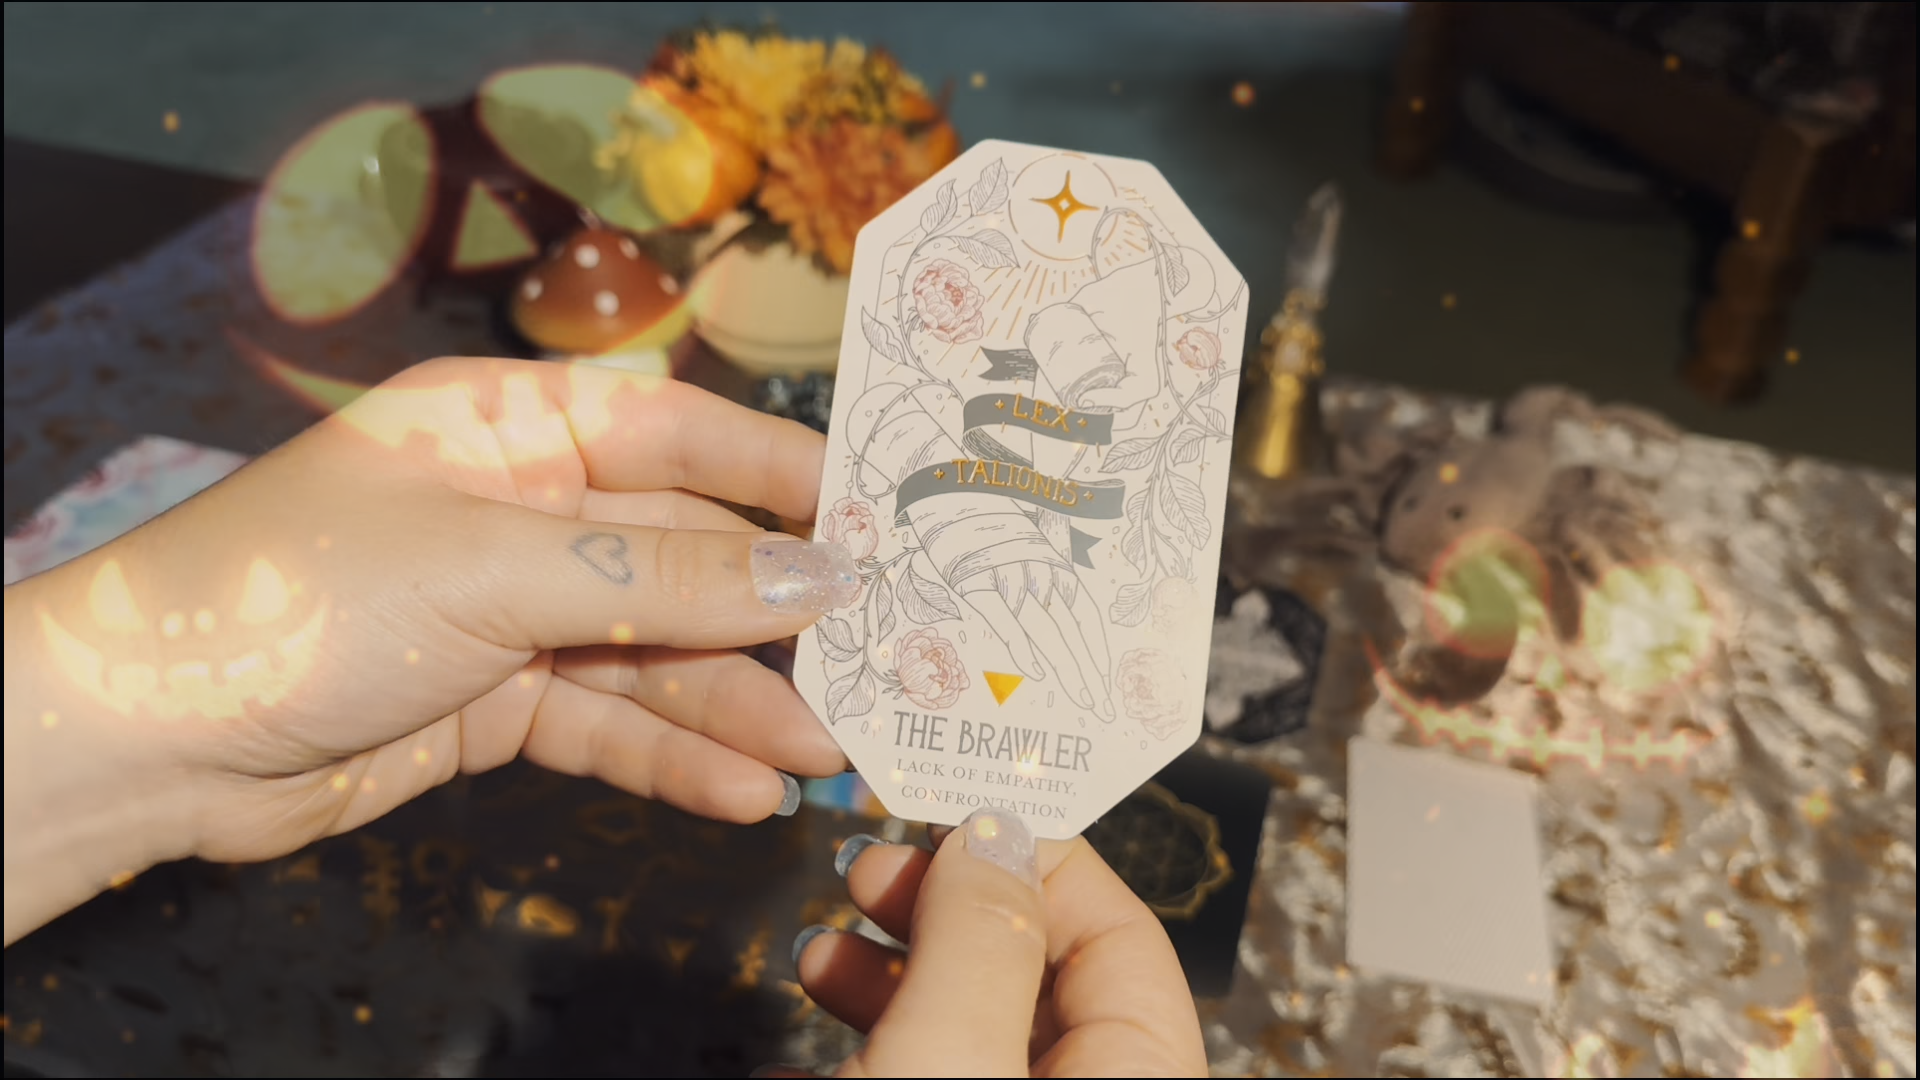 LEX
TALIONIS
THE BRAWLER
LACK OF EMPATHY,
CONFRONTATION